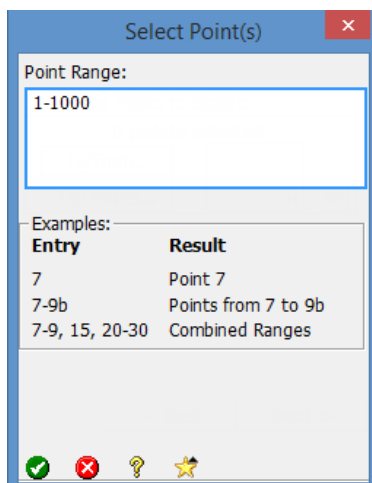 Select Point(s)
Point Range:
1-1000
Examples:
Entry Result
7 Point 7
7-9b Points from 7 to 9b
7-9, 15, 20-30 Combined Ranges